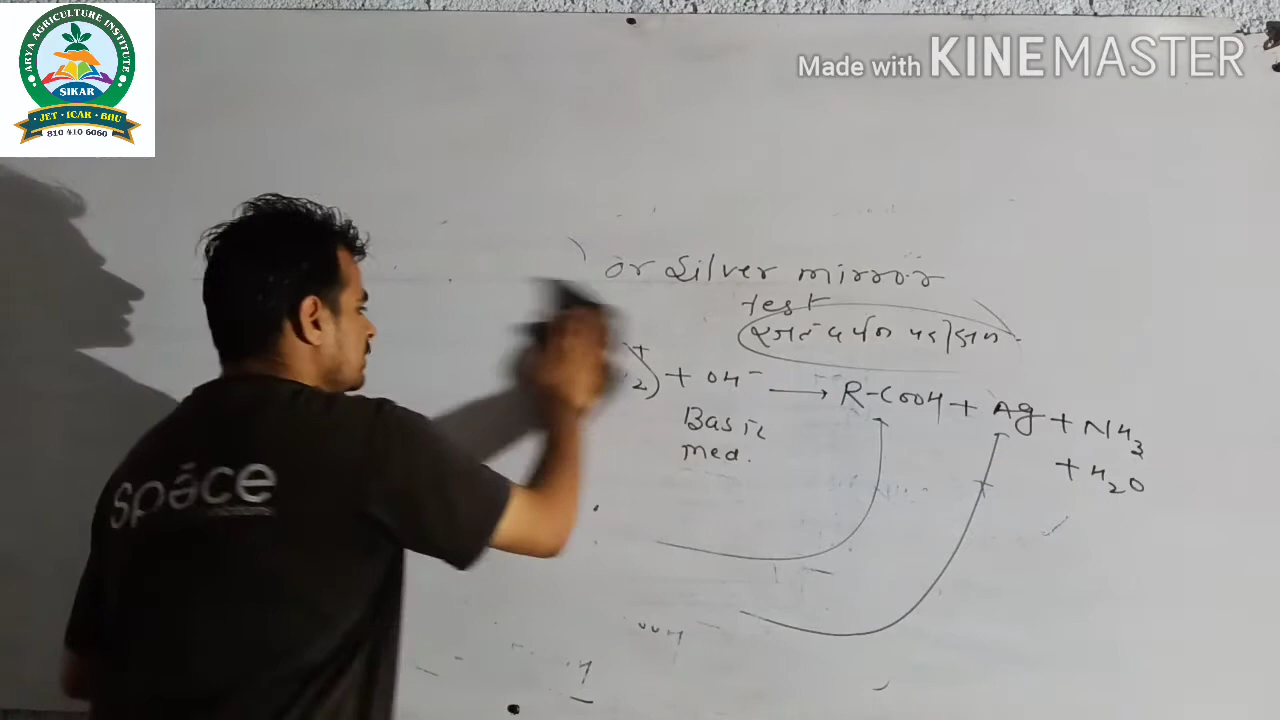 ARYA AGRICULTURE INSTITUTE
SIKAR
· JET · ICAR · BHU ·
810 410 6060
Made with KINEMASTER
) or Silver mirror
test
रजत दर्पण परीक्षण
2)+ + OH⁻ ⟶ R-COOH + Ag + NH3
+ H2O
Basic
med.
space